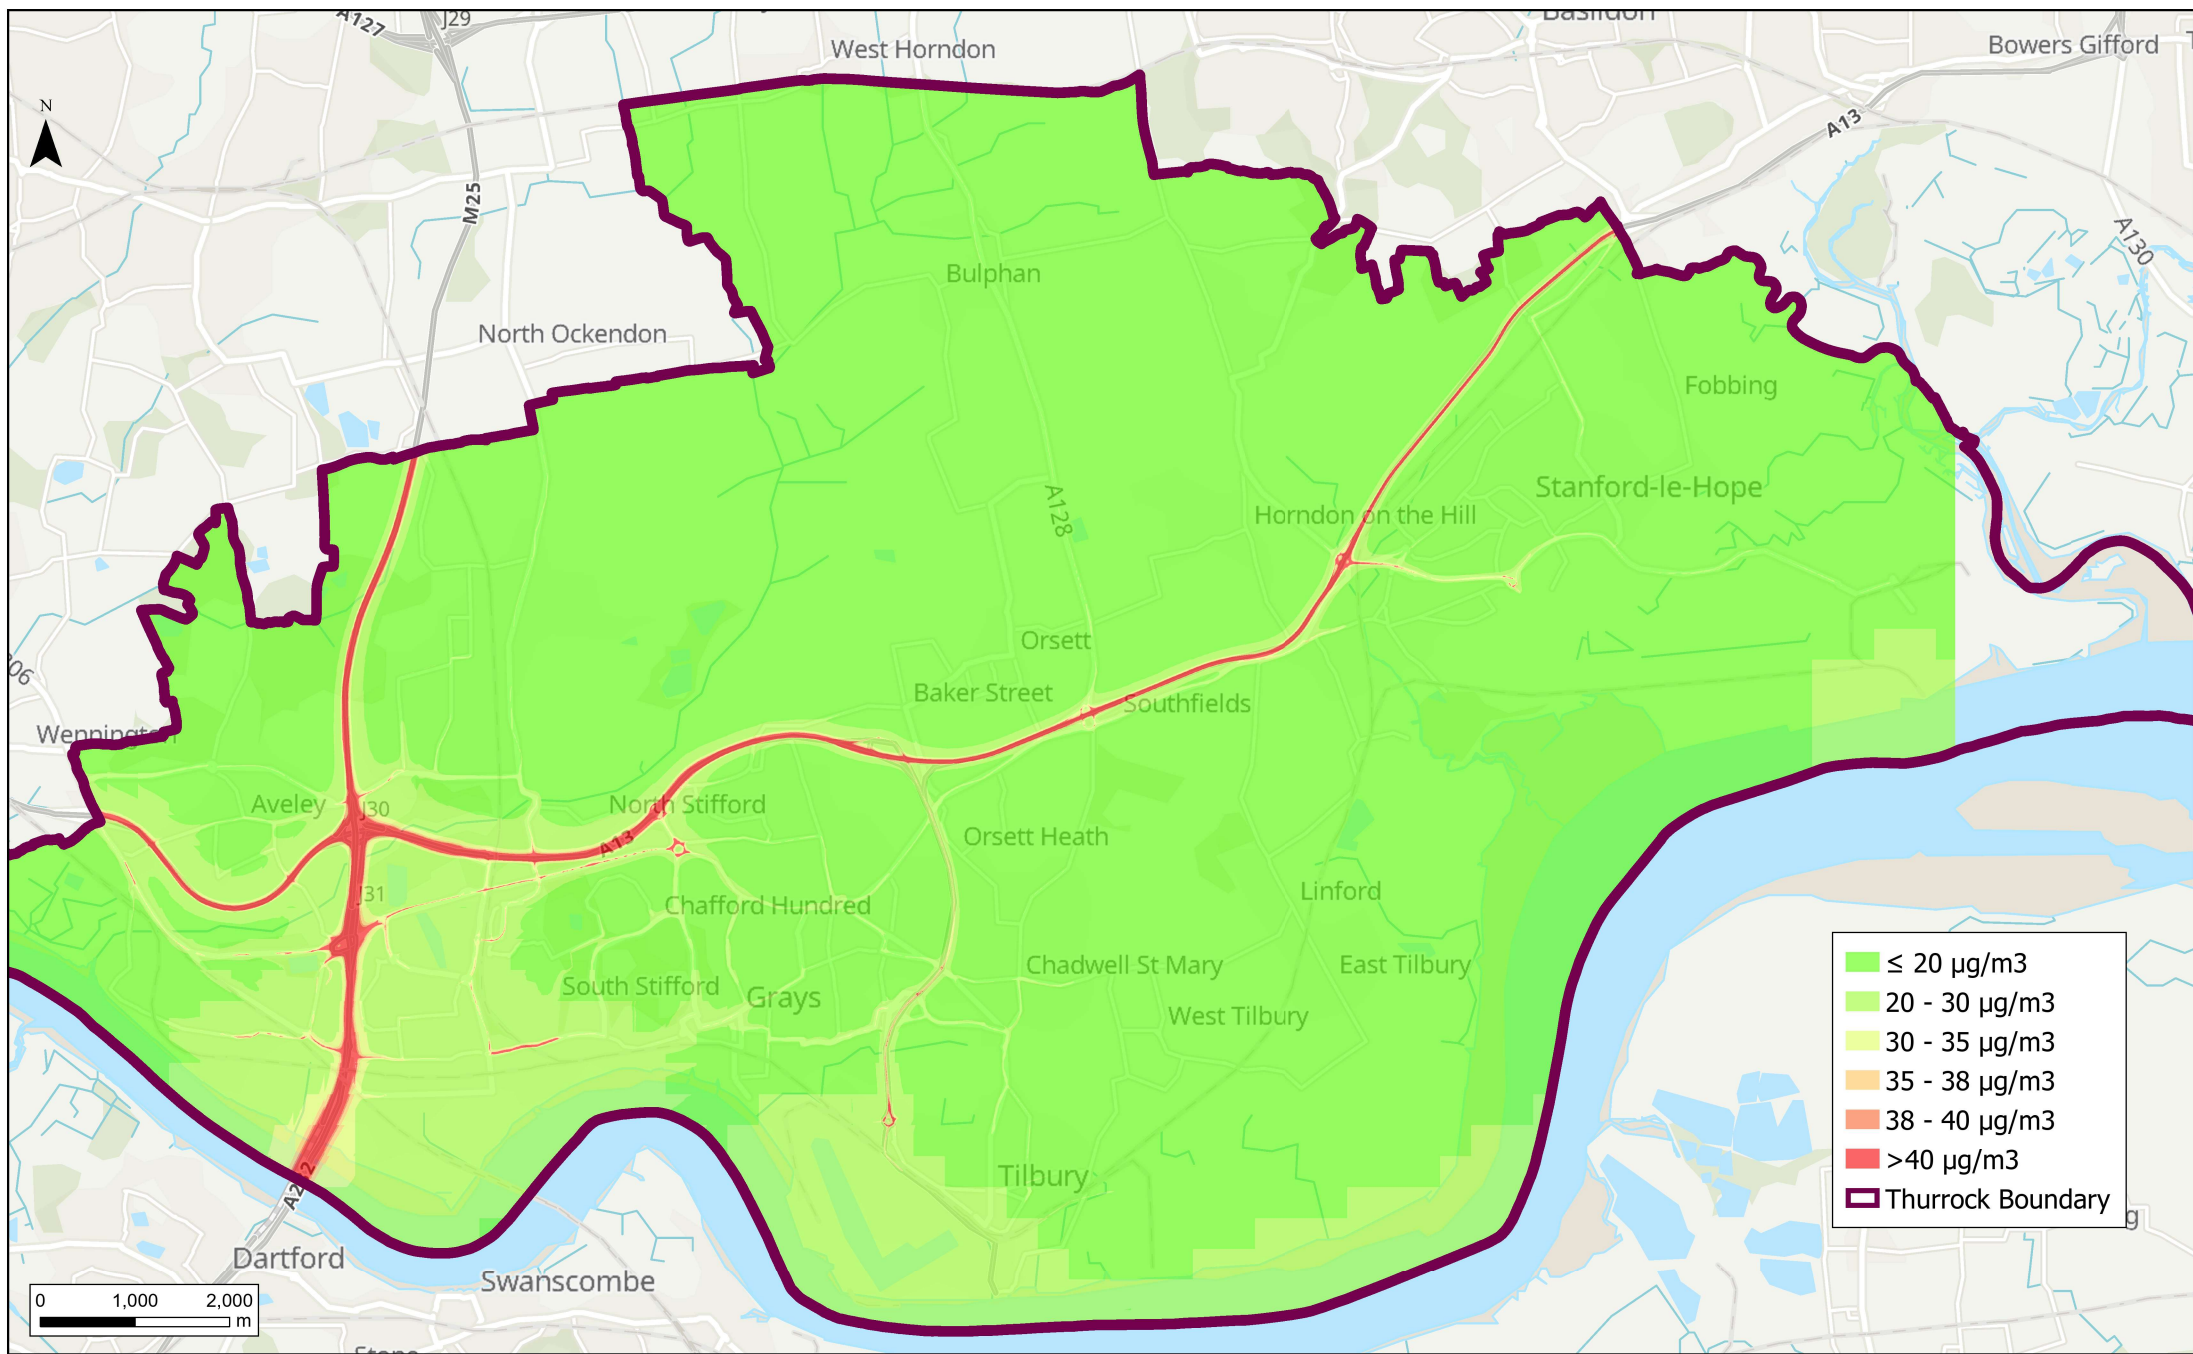 A127
J29
Basildon
West Horndon
Bowers Gifford
N
A13
M25
A130
Bulphan
North Ockendon
Fobbing
A128
Stanford-le-Hope
Horndon on the Hill
Orsett
Baker Street
Southfields
Wennington
Aveley
J30
North Stifford
A13
Orsett Heath
J31
Linford
Chafford Hundred
Chadwell St Mary
East Tilbury
South Stifford
Grays
West Tilbury
Tilbury
Dartford
Swanscombe
≤ 20 µg/m3
20 - 30 µg/m3
30 - 35 µg/m3
35 - 38 µg/m3
38 - 40 µg/m3
>40 µg/m3
Thurrock Boundary
0 1,000 2,000
m